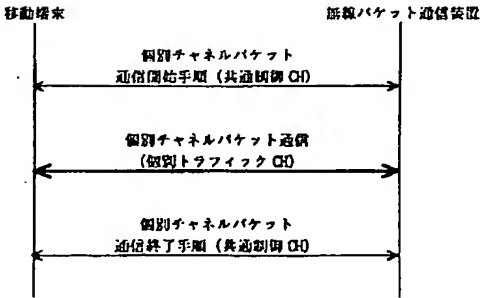 移動端末
無線パケット通信装置
個別チャネルパケット
通信開始手順（共通制御CH）
個別チャネルパケット通信
（個別トラフィックCH）
個別チャネルパケット
通信終了手順（共通制御CH）